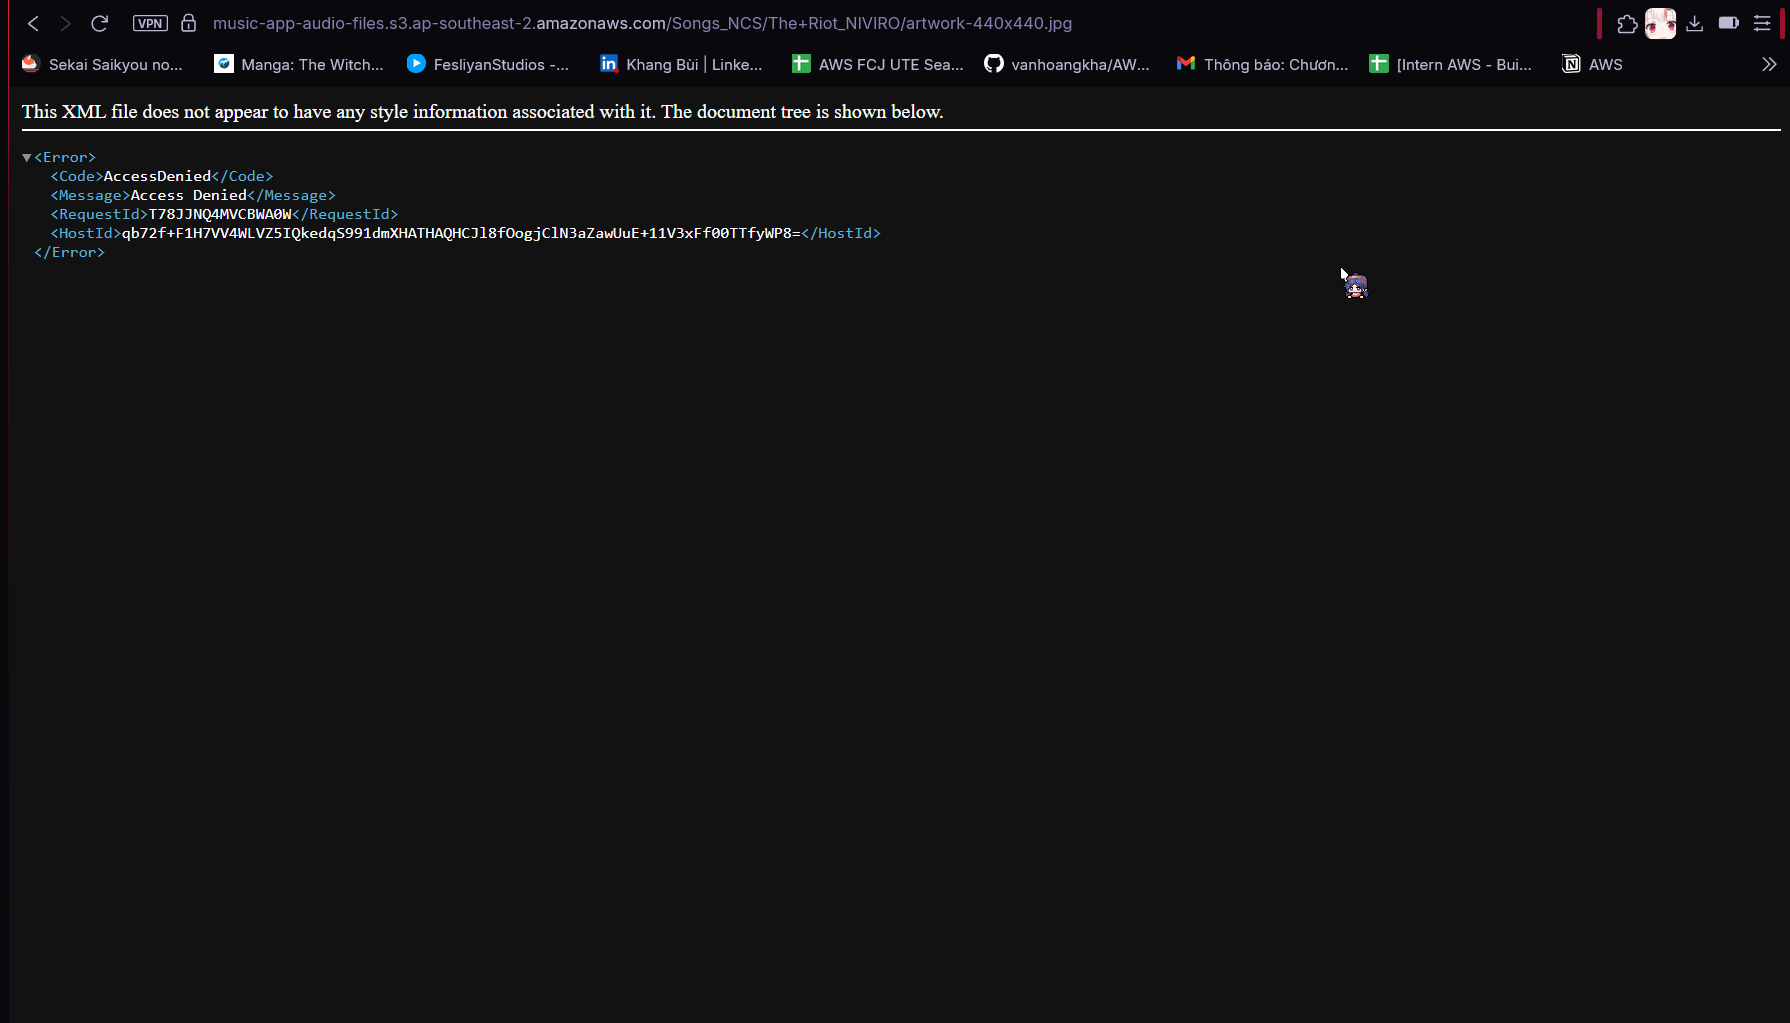 VPN music-app-audio-files.s3.ap-southeast-2.amazonaws.com/Songs_NCS/The+Riot_NIVIRO/artwork-440x440.jpg
Sekai Saikyou no... Manga: The Witch... FesliyanStudios -... Khang Bùi | Linke... AWS FCJ UTE Sea... vanhoangkha/AW... Thông báo: Chươn... [Intern AWS - Bui... AWS
This XML file does not appear to have any style information associated with it. The document tree is shown below.
<Error>
<Code>AccessDenied</Code>
<Message>Access Denied</Message>
<RequestId>T78JJNQ4MVCBWA0W</RequestId>
<HostId>qb72f+F1H7VV4WLVZ5IQkedqS991dmXHATHAQHCJl8fOogjClN3aZawUuE+11V3xFf00TTfyWP8=</HostId>
</Error>